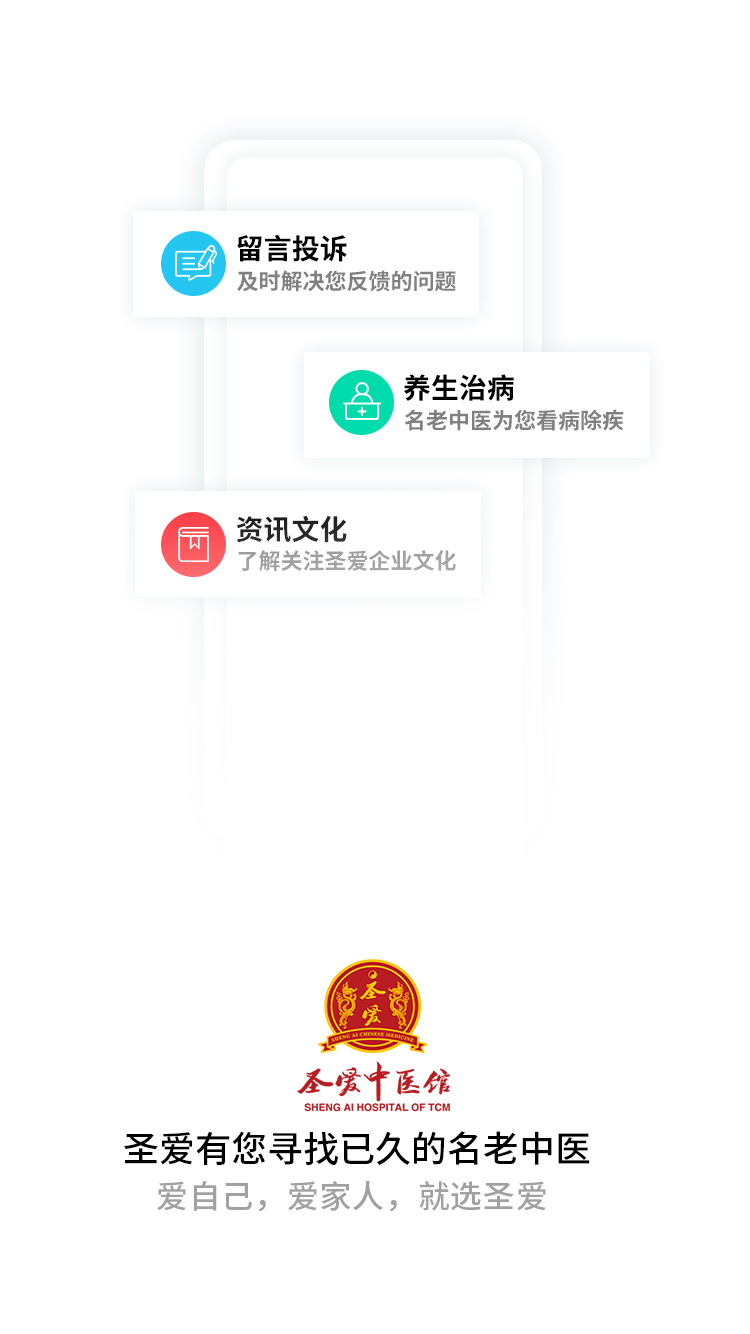 留言投诉
及时解决您反馈的问题
养生治病
名老中医为您看病除疾
资讯文化
了解关注圣爱企业文化
圣
爱
SHENG AI CHINESE MEDICINE
圣爱中医馆
SHENG AI HOSPITAL OF TCM
圣爱有您寻找已久的名老中医
爱自己，爱家人，就选圣爱